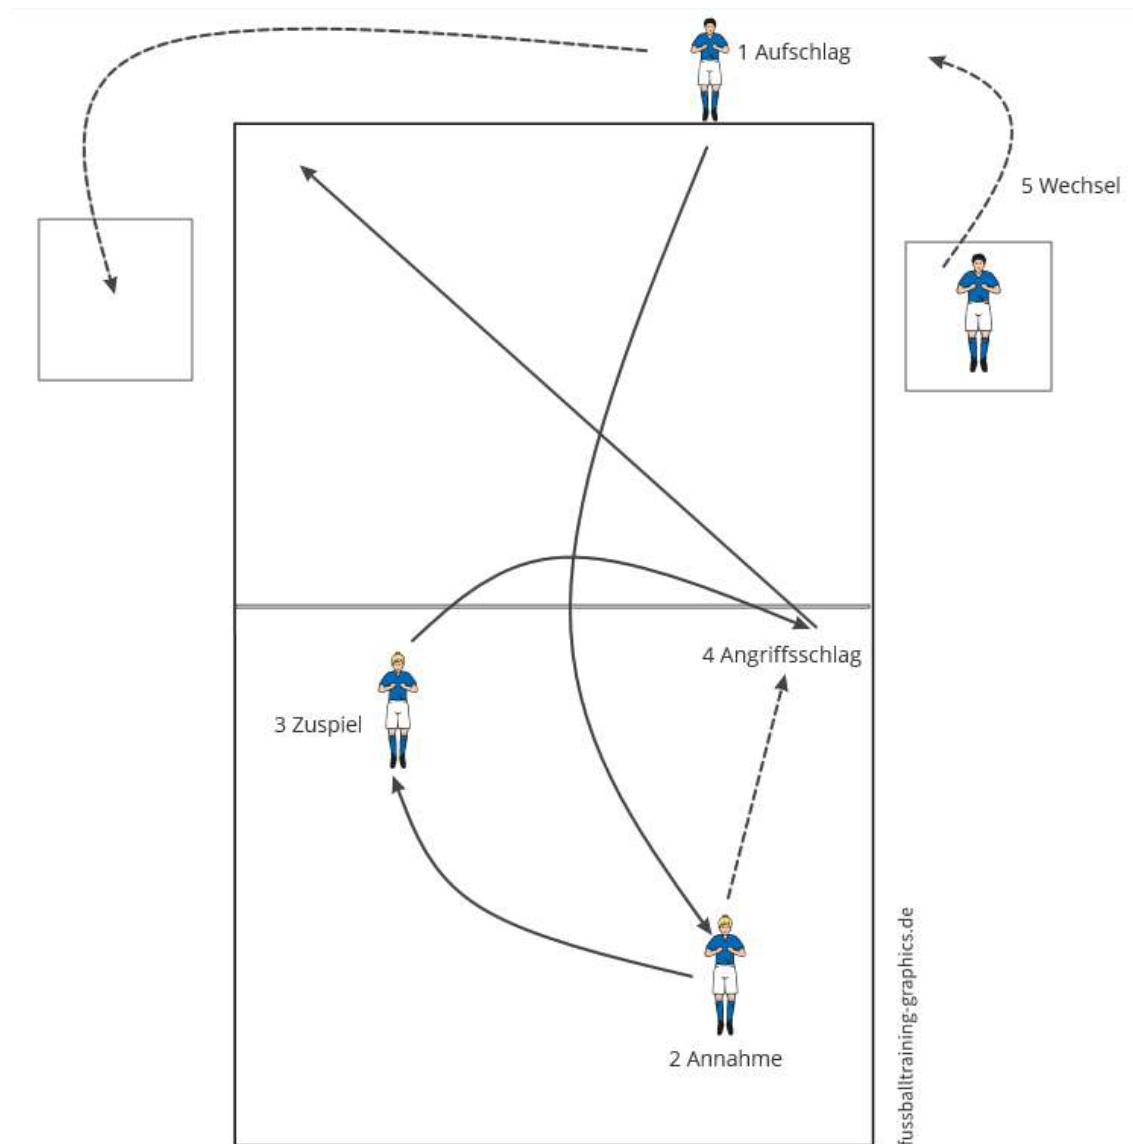 1 Aufschlag
5 Wechsel
4 Angriffsschlag
3 Zuspiel
2 Annahme
fussballtraining-graphics.de